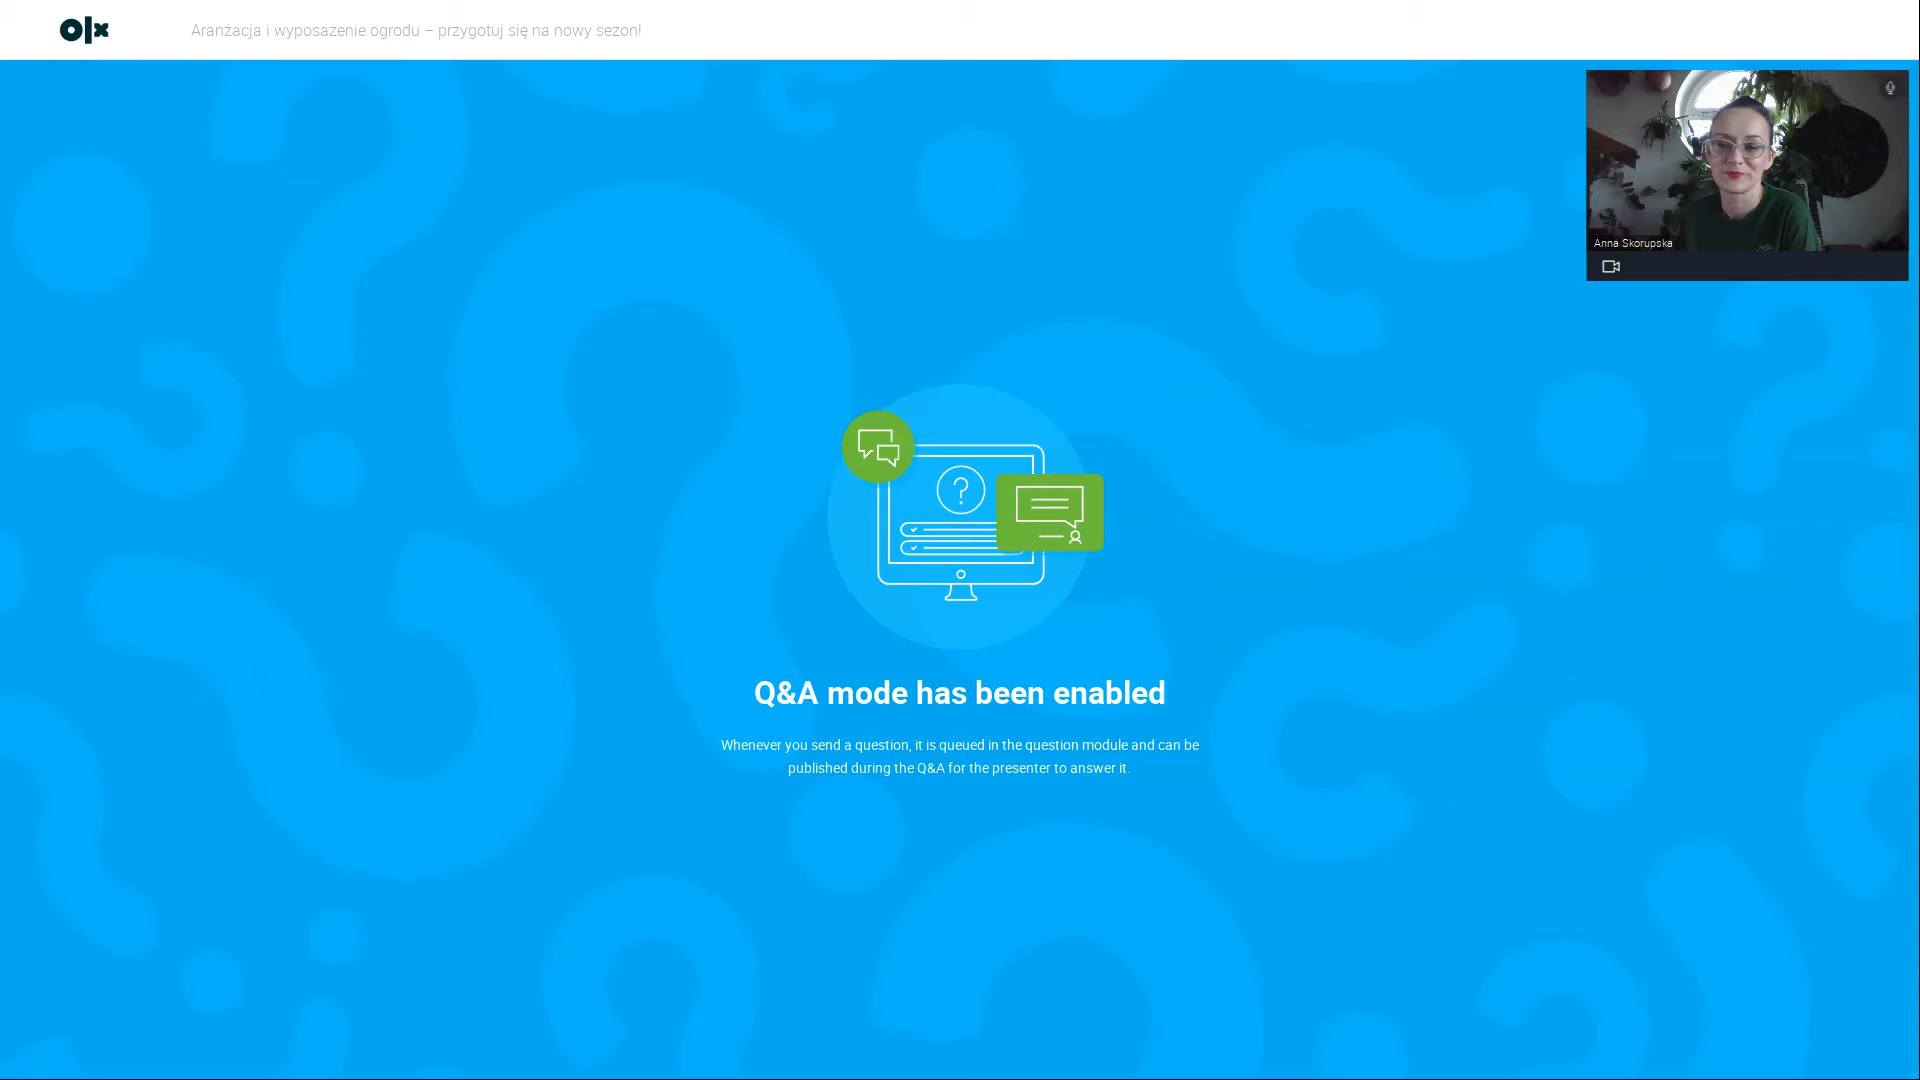 olx
Aranżacja i wyposażenie ogrodu – przygotuj się na nowy sezon!
Anna Skorupska
Q&A mode has been enabled
Whenever you send a question, it is queued in the question module and can be
published during the Q&A for the presenter to answer it.